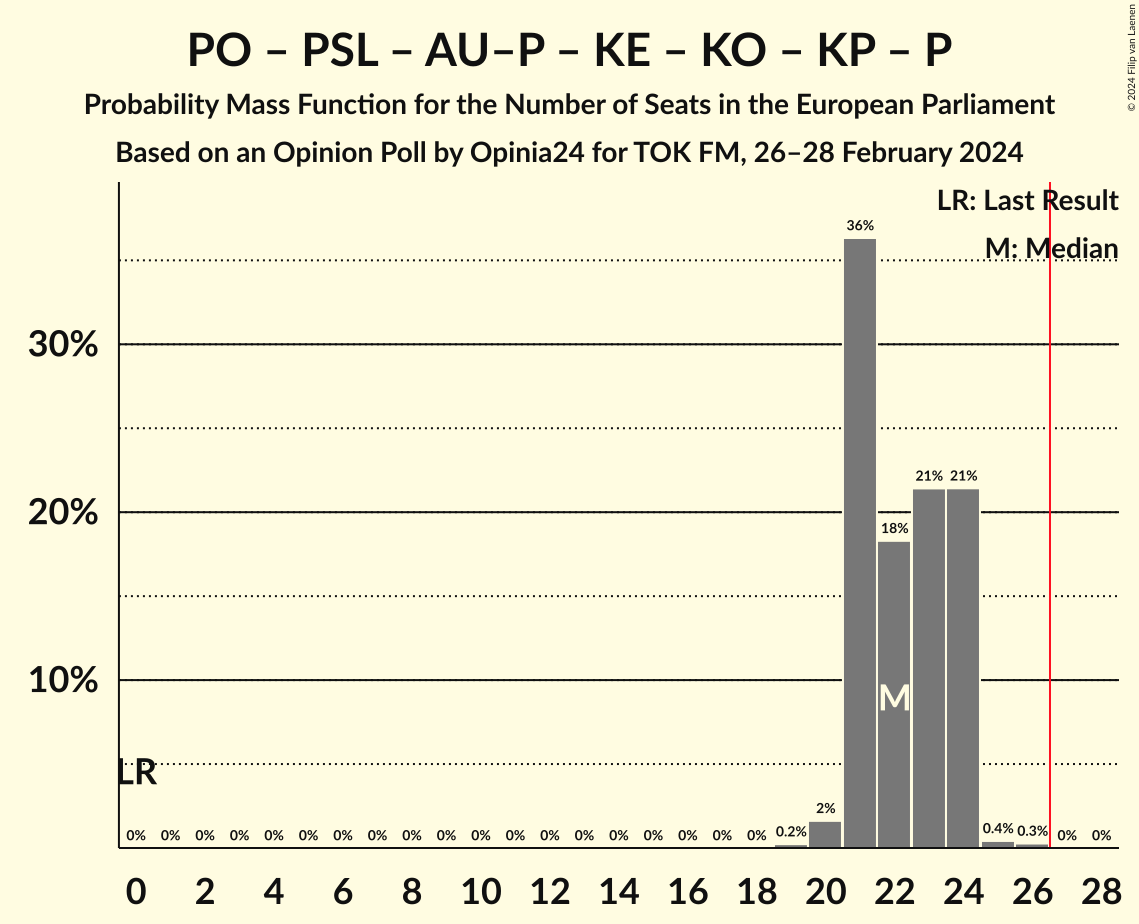 PO – PSL – AU–P – KE – KO – KP – P
Probability Mass Function for the Number of Seats in the European Parliament
Based on an Opinion Poll by Opinia24 for TOK FM, 26–28 February 2024
© 2024 Filip van Laenen
LR: Last Result
M: Median
36%
30%
21% 21%
20%
18%
10%
M
LR
2%
0% 0% 0% 0% 0% 0% 0% 0% 0% 0% 0% 0% 0% 0% 0% 0% 0% 0% 0% 0.2% 0.4% 0.3% 0% 0%
0 2 4 6 8 10 12 14 16 18 20 22 24 26 28